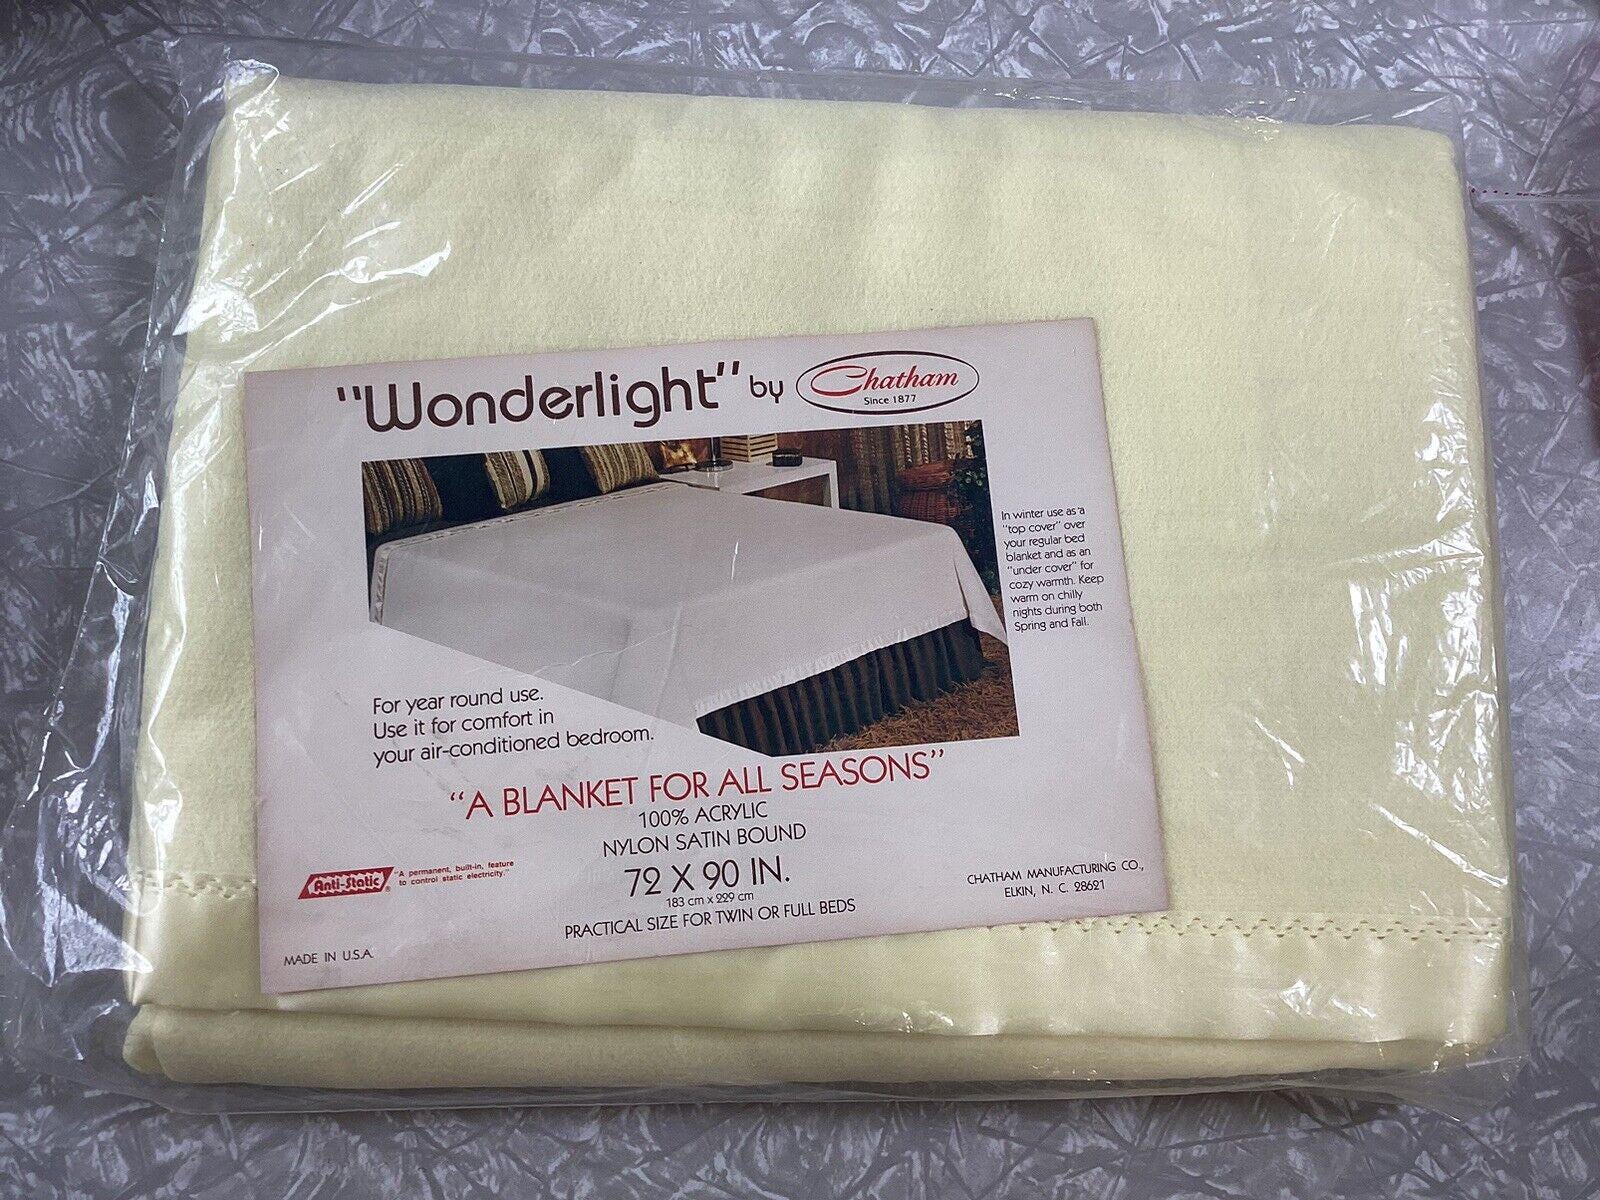 "Wonderlight" by Chatham
Since 1877
In winter use as a
"top cover" over
your regular bed
blanket and as an
"under cover" for
cozy warmth. Keep
warm on chilly
nights during both
Spring and Fall.
For year round use.
Use it for comfort in
your air-conditioned bedroom.
"A BLANKET FOR ALL SEASONS"
100% ACRYLIC
NYLON SATIN BOUND
72 X 90 IN.
183 cm x 229 cm
PRACTICAL SIZE FOR TWIN OR FULL BEDS
Anti-Static®
"A permanent, built-in, feature
to control static electricity."
MADE IN U.S.A.
CHATHAM MANUFACTURING CO.,
ELKIN, N. C. 28621